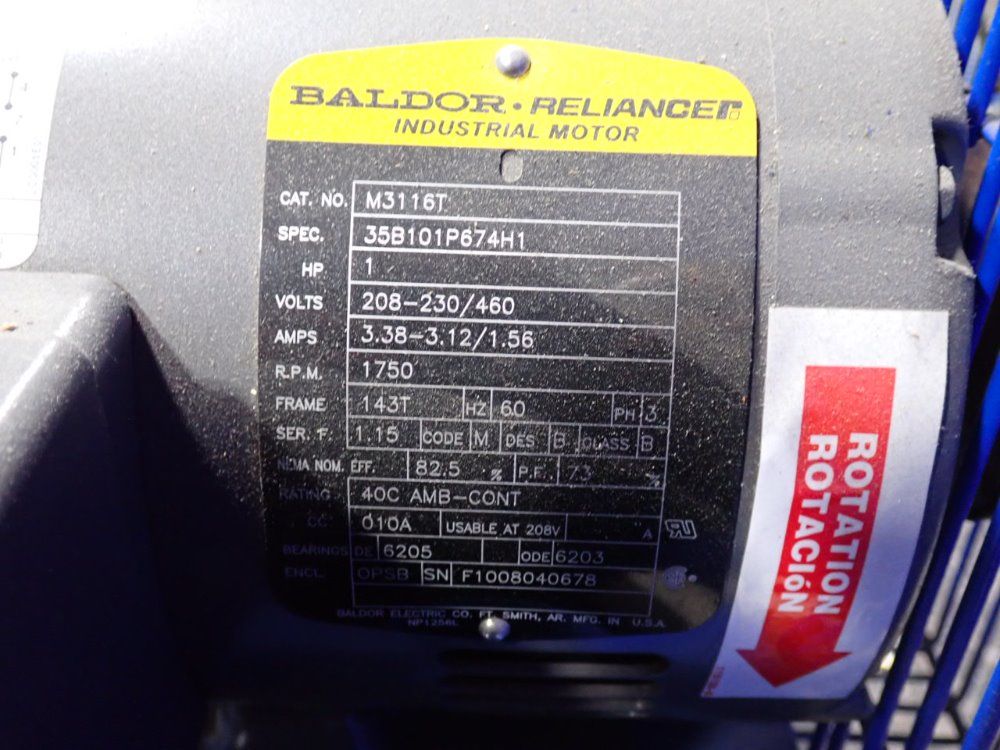 BALDOR • RELIANCER
INDUSTRIAL MOTOR
CAT. NO. M3116T
SPEC. 35B101P674H1
HP 1
VOLTS 208-230/460
AMPS 3.38-3.12/1.56
R.P.M. 1750
FRAME 143T HZ 60 PH 3
SER. F. 1.15 CODE M DES B CLASS B
NEMA NOM. EFF. 82.5 % P.F. 73 %
RATING 40C AMB-CONT
CC 010A USABLE AT 208V A
BEARINGS DE 6205 ODE 6203
ENCL. OPSB SN F1008040678
BALDOR ELECTRIC CO. FT. SMITH, AR. MFG. IN U.S.A.
NP1256L
ROTATION
ROTACIÓN